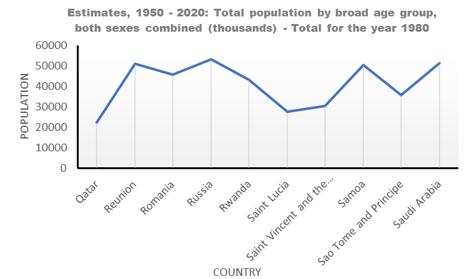 Estimates, 1950 - 2020: Total population by broad age group,
both sexes combined (thousands) - Total for the year 1980
60000
50000
40000
30000
20000
10000
0
POPULATION
Qatar
Reunion
Romania
Russia
Rwanda
Saint Lucia
Saint Vincent and the...
Samoa
Sao Tome and Principe
Saudi Arabia
COUNTRY